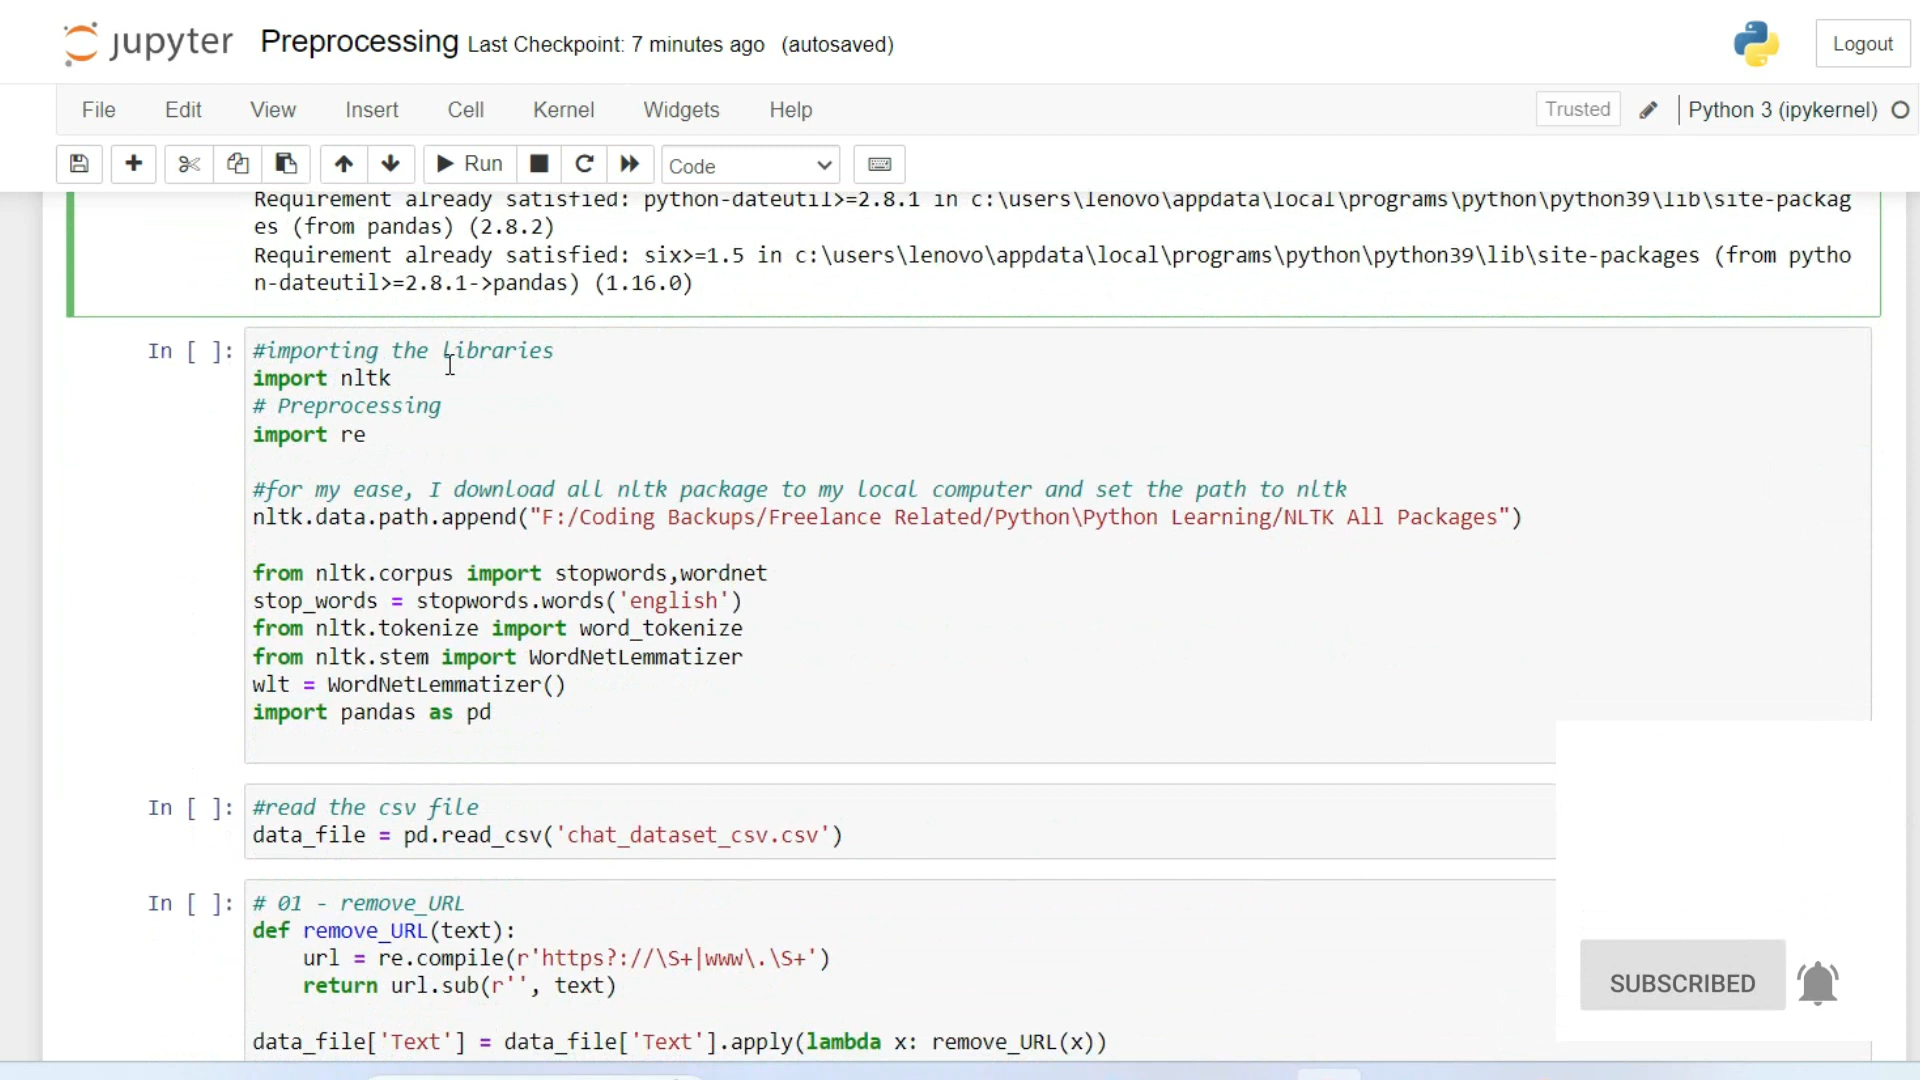 jupyter Preprocessing Last Checkpoint: 7 minutes ago (autosaved) Logout
File Edit View Insert Cell Kernel Widgets Help Trusted Python 3 (ipykernel)
Run Code
Requirement already satisfied: python-dateutil>=2.8.1 in c:\users\lenovo\appdata\local\programs\python\python39\lib\site-packag
es (from pandas) (2.8.2)
Requirement already satisfied: six>=1.5 in c:\users\lenovo\appdata\local\programs\python\python39\lib\site-packages (from pytho
n-dateutil>=2.8.1->pandas) (1.16.0)
In [ ]: #importing the libraries
import nltk
# Preprocessing
import re
#for my ease, I download all nltk package to my local computer and set the path to nltk
nltk.data.path.append("F:/Coding Backups/Freelance Related/Python\Python Learning/NLTK All Packages")
from nltk.corpus import stopwords,wordnet
stop_words = stopwords.words('english')
from nltk.tokenize import word_tokenize
from nltk.stem import WordNetLemmatizer
wlt = WordNetLemmatizer()
import pandas as pd
In [ ]: #read the csv file
data_file = pd.read_csv('chat_dataset_csv.csv')
In [ ]: # 01 - remove_URL
def remove_URL(text):
    url = re.compile(r'https?://\S+|www\.\S+')
    return url.sub(r'', text)
data_file['Text'] = data_file['Text'].apply(lambda x: remove_URL(x))
SUBSCRIBED